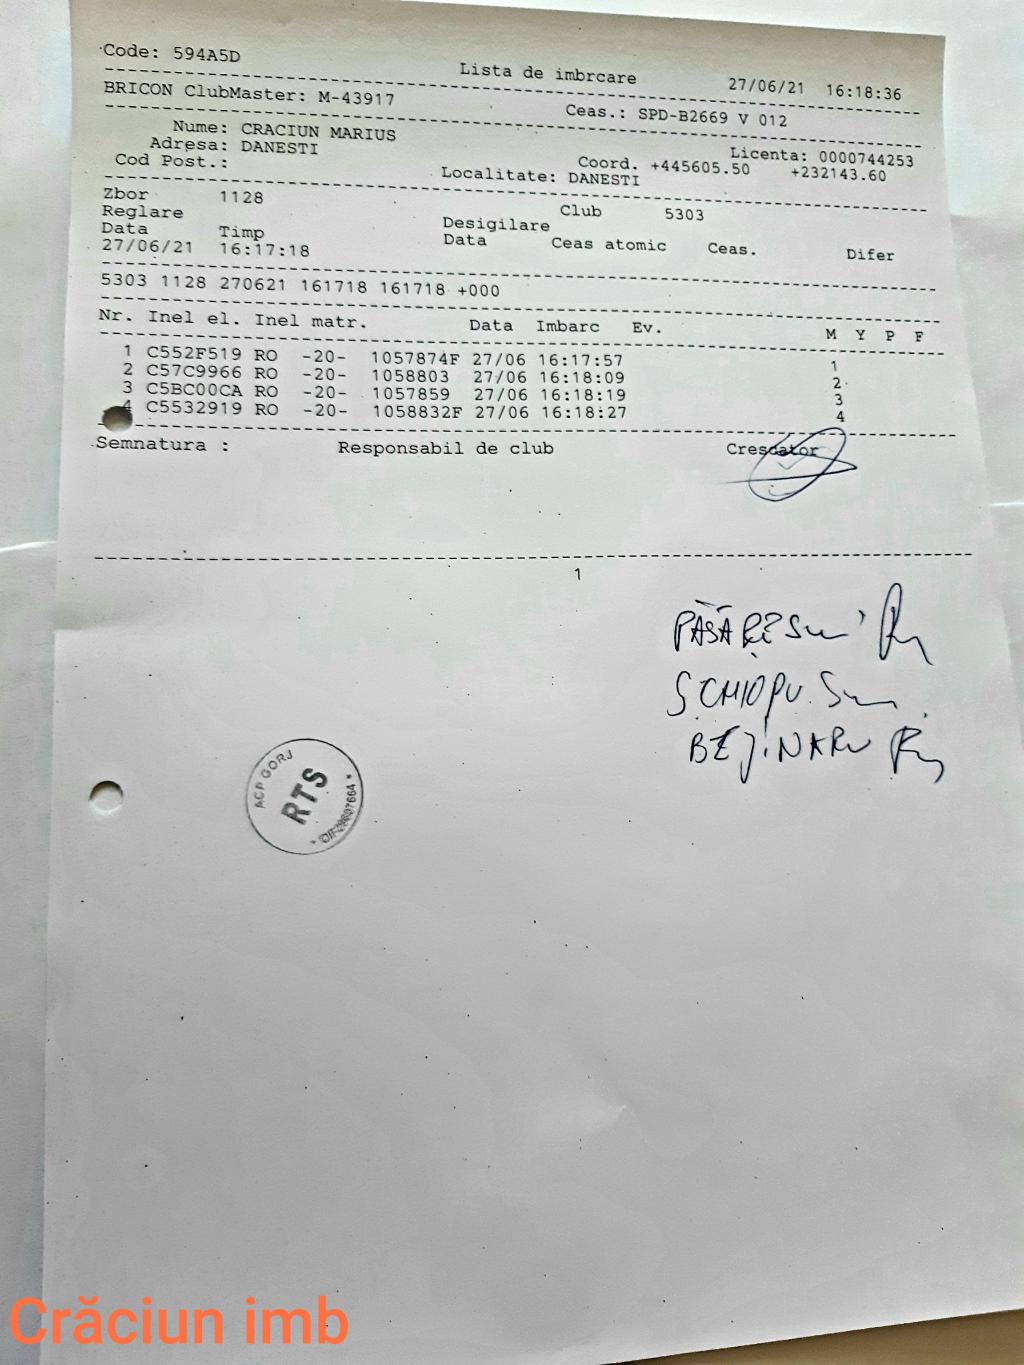 Code: 594A5D
Lista de imbrcare 27/06/21 16:18:36
BRICON ClubMaster: M-43917 Ceas.: SPD-B2669 V 012
Nume: CRACIUN MARIUS Licenta: 0000744253
Adresa: DANESTI Coord. +445605.50 +232143.60
Cod Post.: Localitate: DANESTI
Zbor 1128 Club 5303
Reglare Desigilare
Data Timp Data Ceas atomic Ceas. Difer
27/06/21 16:17:18
5303 1128 270621 161718 161718 +000
Nr. Inel el. Inel matr. Data Imbarc Ev. M Y P F
1 C552F519 RO -20- 1057874F 27/06 16:17:57 1
2 C57C9966 RO -20- 1058803 27/06 16:18:09 2
3 C5BC00CA RO -20- 1057859 27/06 16:18:19 3
4 C5532919 RO -20- 1058832F 27/06 16:18:27 4
Semnatura : Responsabil de club Crescator
1
PĂSĂRESCU
ȘCHIOPU
BEJINARU
ACP GORJ
RTS
Crăciun imb